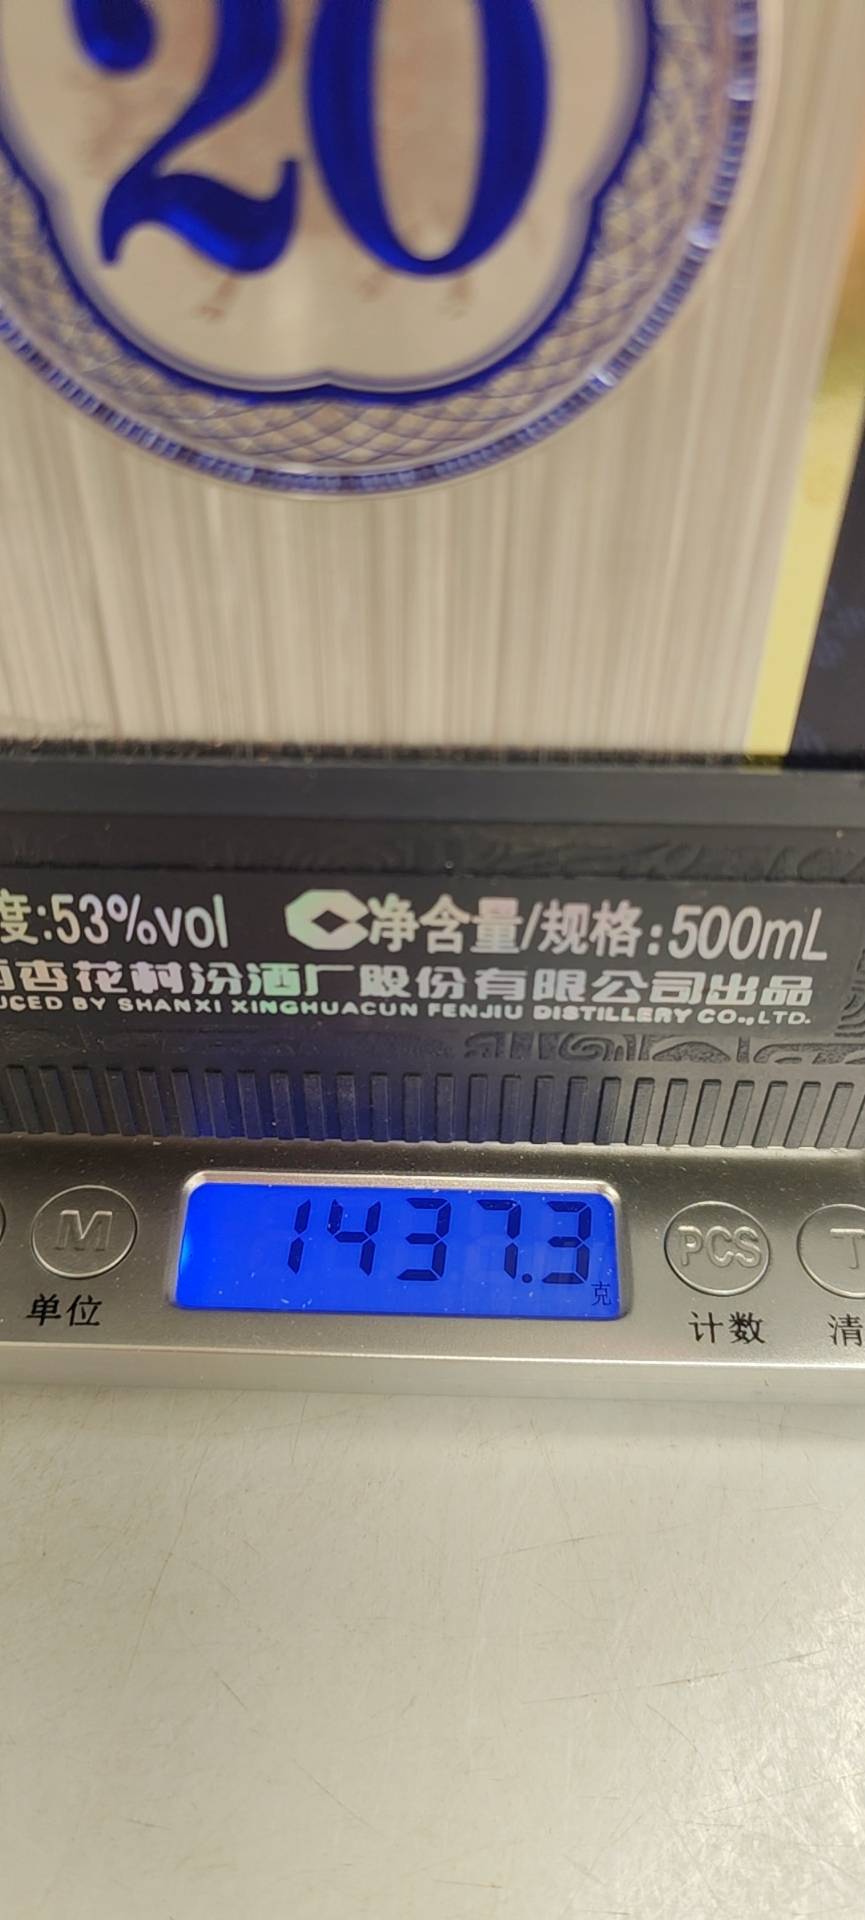 20
度:53%vol 净含量/规格:500mL
西杏花村汾酒厂股份有限公司出品
UCED BY SHANXI XINGHUACUN FENJIU DISTILLERY CO.,LTD.
M 1437.3 克 PCS T
单位 计数 清